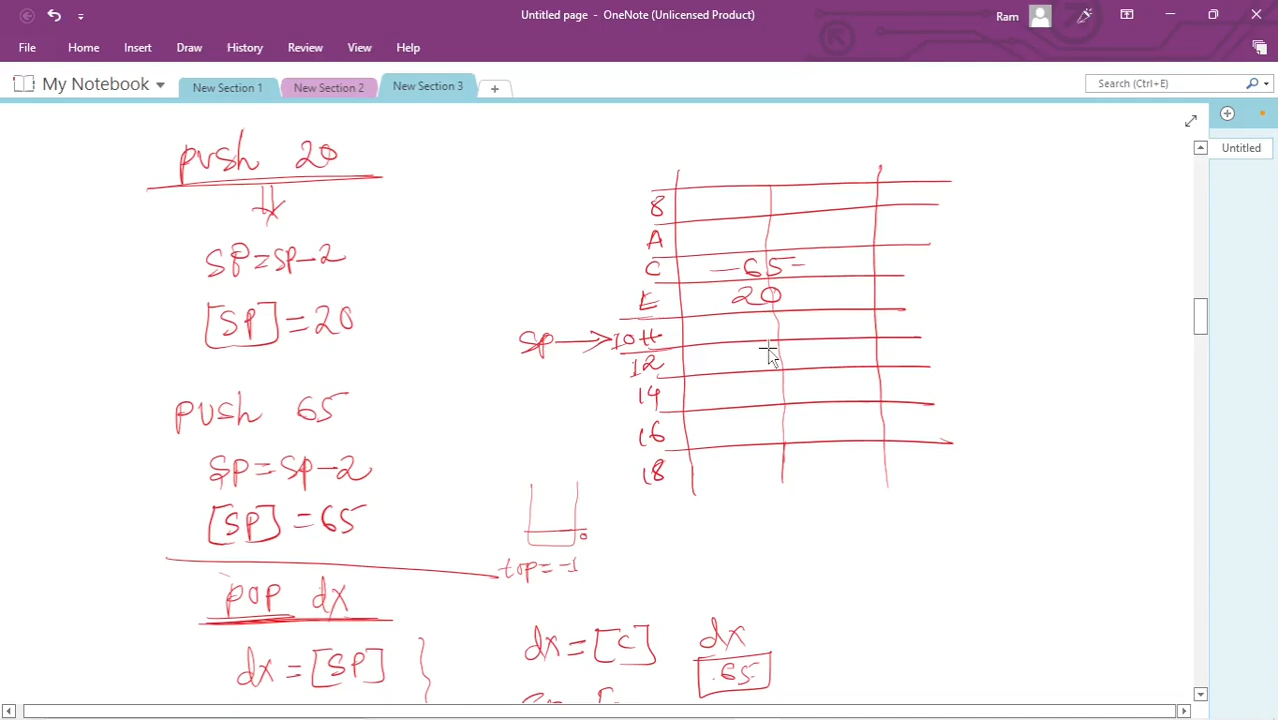 Untitled page - OneNote (Unlicensed Product)
Ram
File Home Insert Draw History Review View Help
My Notebook
New Section 1
New Section 2
New Section 3
Search (Ctrl+E)
Untitled
push 20
SP=SP-2
[SP]=20
push 65
SP=SP-2
[SP]=65
pop dx
dx=[SP]
8
A
C -65-
E 20
SP 10H
12
14
16
18
0
top=-1
dx=[C]
dx
65